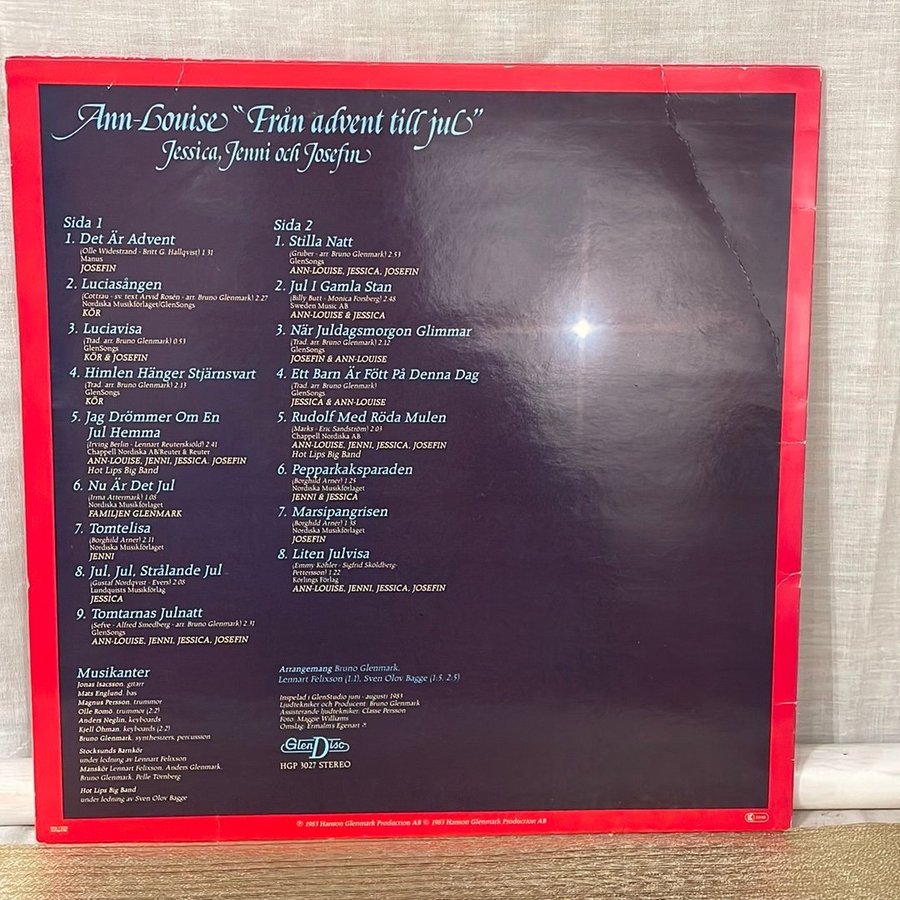 Ann-Louise "Från advent till jul"
Jessica, Jenni och Josefin
Sida 1
1. Det Är Advent
(Olle Widestrand - Britt G. Hallqvist) 1.31
Manus
JOSEFIN
2. Luciasången
(Cottrau - sv. text Arvid Rosén - arr. Bruno Glenmark) 2.27
Nordiska Musikförlaget/GlenSongs
KÖR
3. Luciavisa
(Trad. arr. Bruno Glenmark) 0.53
GlenSongs
KÖR & JOSEFIN
4. Himlen Hänger Stjärnsvart
(Trad. arr. Bruno Glenmark) 2.13
GlenSongs
KÖR
5. Jag Drömmer Om En
Jul Hemma
(Irving Berlin - Lennart Reuterskiöld) 2.41
Chappell Nordiska AB/Reuter & Reuter
ANN-LOUISE, JENNI, JESSICA, JOSEFIN
Hot Lips Big Band
6. Nu Är Det Jul
(Irma Attermark) 1.08
Nordiska Musikförlaget
FAMILJEN GLENMARK
7. Tomtelisa
(Borghild Arnér) 2.11
Nordiska Musikförlaget
JENNI
8. Jul, Jul, Strålande Jul
(Gustaf Nordqvist - Evers) 2.08
Lundquists Musikförlag
JESSICA
9. Tomtarnas Julnatt
(Sefve - Alfred Smedberg - arr. Bruno Glenmark) 2.31
GlenSongs
ANN-LOUISE, JENNI, JESSICA, JOSEFIN
Sida 2
1. Stilla Natt
(Gruber - arr. Bruno Glenmark) 2.53
GlenSongs
ANN-LOUISE, JESSICA, JOSEFIN
2. Jul I Gamla Stan
(Billy Butt - Monica Forsberg) 2.48
Sweden Music AB
ANN-LOUISE & JESSICA
3. När Juldagsmorgon Glimmar
(Trad. arr. Bruno Glenmark) 2.12
GlenSongs
JOSEFIN & ANN-LOUISE
4. Ett Barn Är Fött På Denna Dag
(Trad. arr. Bruno Glenmark)
GlenSongs
JESSICA & ANN-LOUISE
5. Rudolf Med Röda Mulen
(Marks - Eric Sandström) 2.03
Chappell Nordiska AB
ANN-LOUISE, JENNI, JESSICA, JOSEFIN
Hot Lips Big Band
6. Pepparkaksparaden
(Borghild Arnér) 1.25
Nordiska Musikförlaget
JENNI & JESSICA
7. Marsipangrisen
(Borghild Arnér) 1.38
Nordiska Musikförlaget
JOSEFIN
8. Liten Julvisa
(Emmy Köhler - Sigfrid Sköldberg-
Pettersson) 1.22
Körlings Förlag
ANN-LOUISE, JENNI, JESSICA, JOSEFIN
Musikanter
Jonas Isacsson, gitarr
Mats Englund, bas
Magnus Persson, trummor
Olle Romö, trummor (2:2)
Anders Neglin, keyboards
Kjell Öhman, keyboards (2:2)
Bruno Glenmark, synthesizers, percussion
Stocksunds Barnkör
under ledning av Lennart Felixson
Manskör Lennart Felixson, Anders Glenmark,
Bruno Glenmark, Pelle Törnberg
Hot Lips Big Band
under ledning av Sven Olov Bagge
Arrangemang Bruno Glenmark,
Lennart Felixson (1:1), Sven Olov Bagge (1:5, 2:5)
Inspelad i GlenStudio juni - augusti 1983
Ljudtekniker och Producent: Bruno Glenmark
Assisterande ljudtekniker: Classe Persson
Foto: Maggie Williams
Omslag: Ermalm's Egenart
GlenDisc
HGP 3027 STEREO
℗ 1983 Hanson Glenmark Production AB © 1983 Hanson Glenmark Production AB